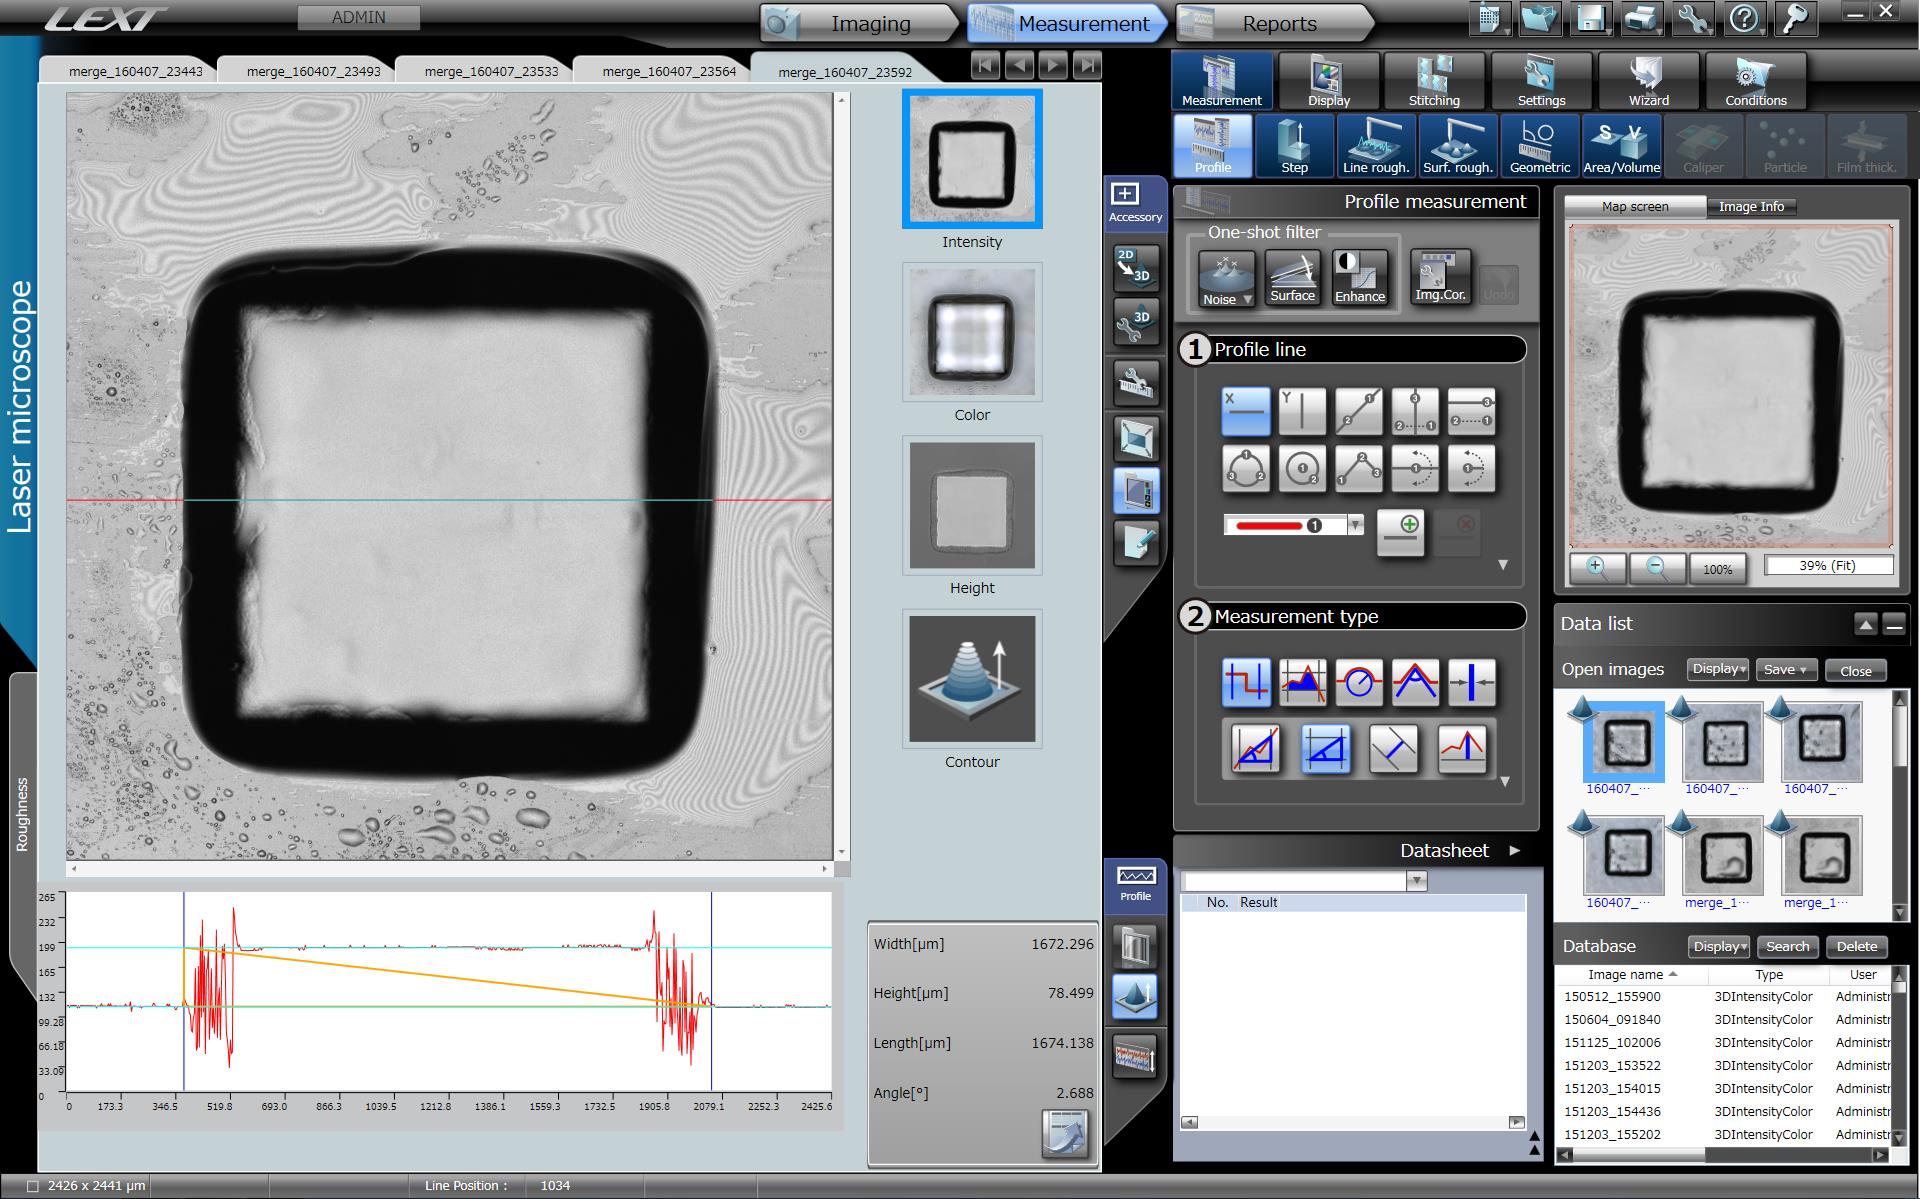 LEXT
ADMIN
Imaging
Measurement
Reports
merge_160407_23443
merge_160407_23493
merge_160407_23533
merge_160407_23564
merge_160407_23592
Measurement
Display
Stitching
Settings
Wizard
Conditions
Profile
Step
Line rough.
Surf. rough.
Geometric
Area/Volume
Caliper
Particle
Film thick.
Laser microscope
Roughness
Intensity
Color
Height
Contour
Accessory
2D
3D
3D
Profile measurement
One-shot filter
Noise
Surface
Enhance
Img.Cor.
Undo
1 Profile line
X
Y
1
2 Measurement type
Datasheet
No. Result
Profile
Map screen
Image Info
100%
39% (Fit)
Data list
Open images
Display
Save
Close
160407_...
160407_...
160407_...
160407_...
merge_1...
merge_1...
Database
Display
Search
Delete
Image name Type User
150512_155900 3DIntensityColor Administr
150604_091840 3DIntensityColor Administr
151125_102006 3DIntensityColor Administr
151203_153522 3DIntensityColor Administr
151203_154015 3DIntensityColor Administr
151203_154436 3DIntensityColor Administr
151203_155202 3DIntensityColor Administr
265
232
199
165
132
99.28
66.18
33.09
0
0 173.3 346.5 519.8 693.0 866.3 1039.5 1212.8 1386.1 1559.3 1732.5 1905.8 2079.1 2252.3 2425.6
Width[µm] 1672.296
Height[µm] 78.499
Length[µm] 1674.138
Angle[°] 2.688
2426 x 2441 µm
Line Position : 1034